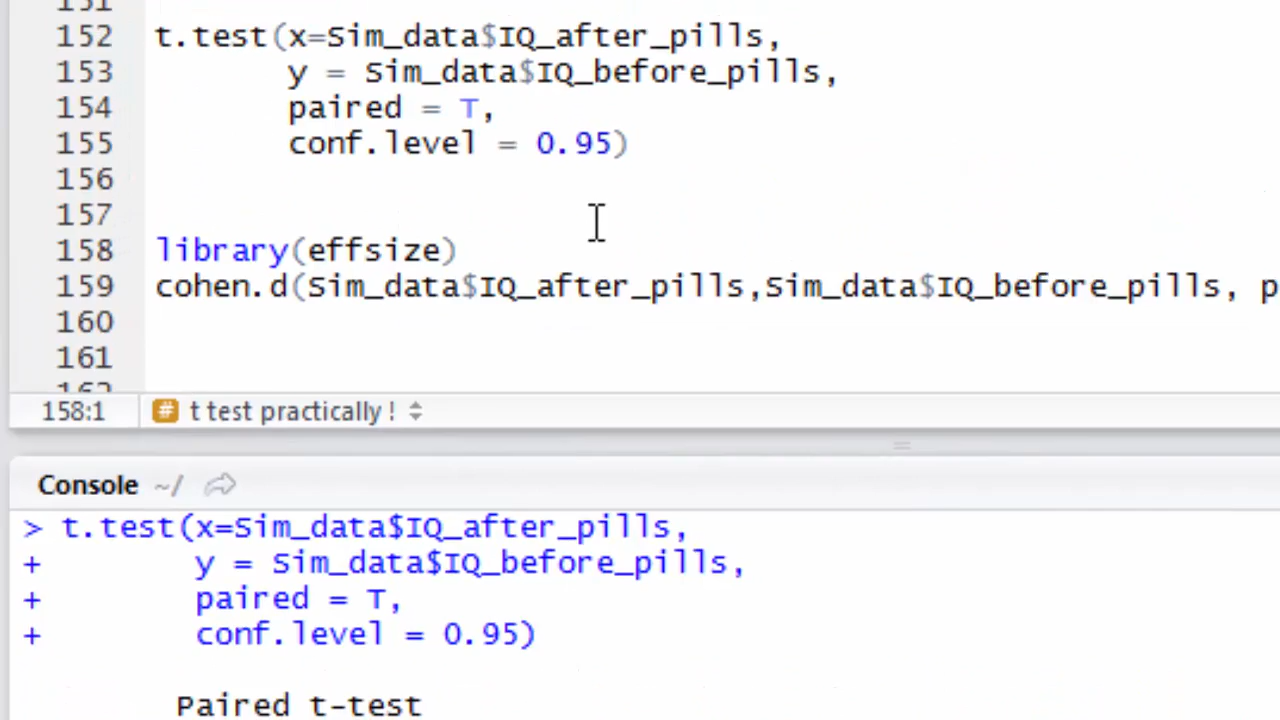 151
152 t.test(x=Sim_data$IQ_after_pills,
153 y = Sim_data$IQ_before_pills,
154 paired = T,
155 conf.level = 0.95)
156
157
158 library(effsize)
159 cohen.d(Sim_data$IQ_after_pills,Sim_data$IQ_before_pills, p
160
161
162
158:1 # t test practically !
Console ~/
> t.test(x=Sim_data$IQ_after_pills,
+ y = Sim_data$IQ_before_pills,
+ paired = T,
+ conf.level = 0.95)
Paired t-test